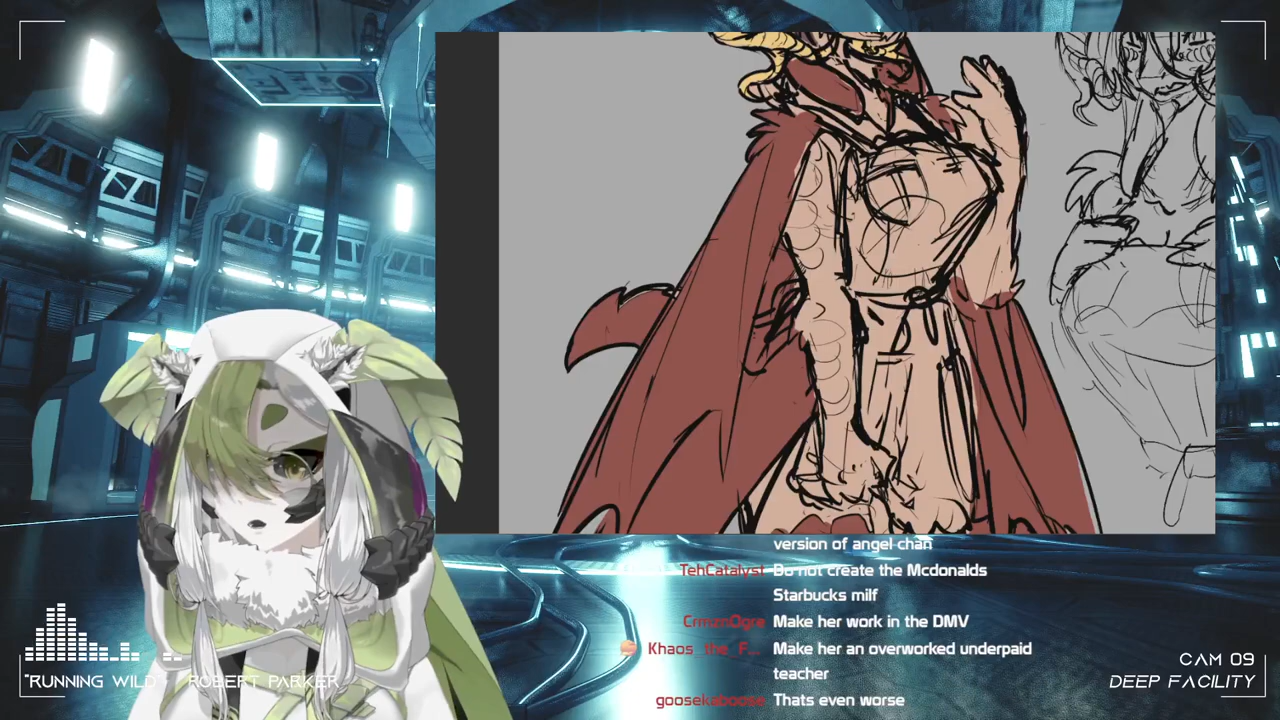 version of angel chan
TehCatalyst Do not create the Mcdonalds
Starbucks milf
CrmznOgre Make her work in the DMV
Khaos_the_F... Make her an overworked underpaid
teacher
goosekaboose Thats even worse
"RUNNING WILD" ROBERT PARKER
CAM 09
DEEP FACILITY